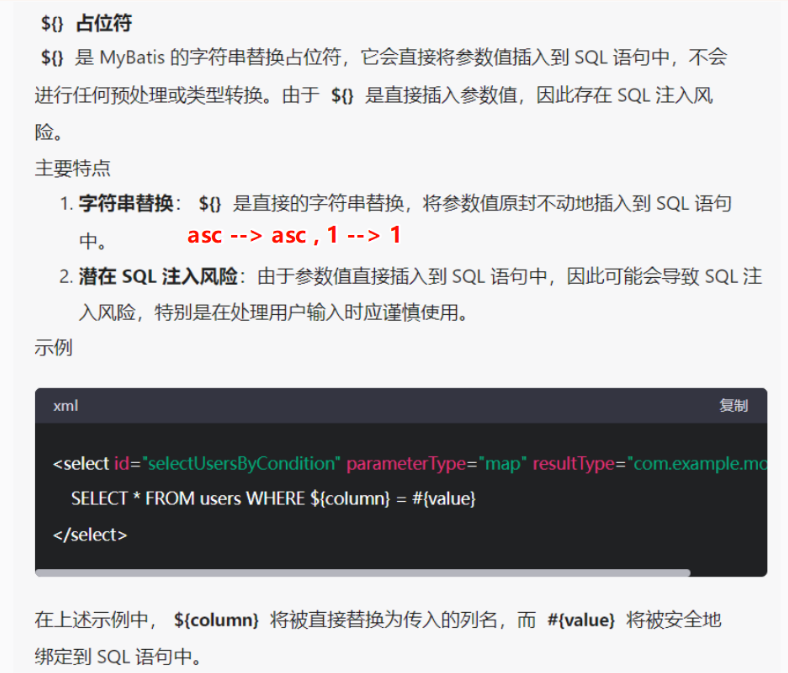 ${} 占位符
${} 是 MyBatis 的字符串替换占位符，它会直接将参数值插入到 SQL 语句中，不会
进行任何预处理或类型转换。由于 ${} 是直接插入参数值，因此存在 SQL 注入风
险。
主要特点
1. 字符串替换： ${} 是直接的字符串替换，将参数值原封不动地插入到 SQL 语句
中。
asc --> asc , 1 --> 1
2. 潜在 SQL 注入风险：由于参数值直接插入到 SQL 语句中，因此可能会导致 SQL 注
入风险，特别是在处理用户输入时应谨慎使用。
示例
xml
复制
<select id="selectUsersByCondition" parameterType="map" resultType="com.example.mo
SELECT * FROM users WHERE ${column} = #{value}
</select>
在上述示例中， ${column} 将被直接替换为传入的列名，而 #{value} 将被安全地
绑定到 SQL 语句中。